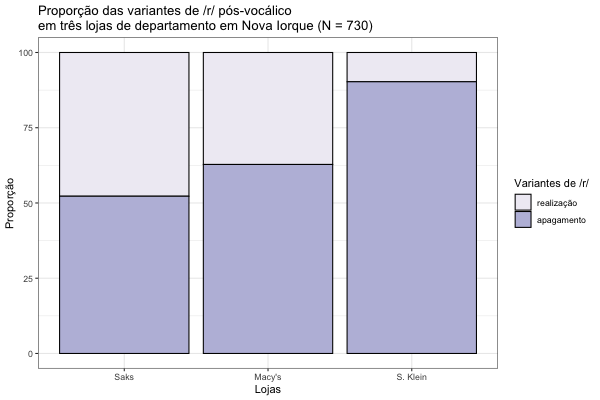 Proporção das variantes de /r/ pós-vocálico
em três lojas de departamento em Nova Iorque (N = 730)
100
75
50
25
0
Proporção
Saks
Macy's
S. Klein
Lojas
Variantes de /r/
realização
apagamento